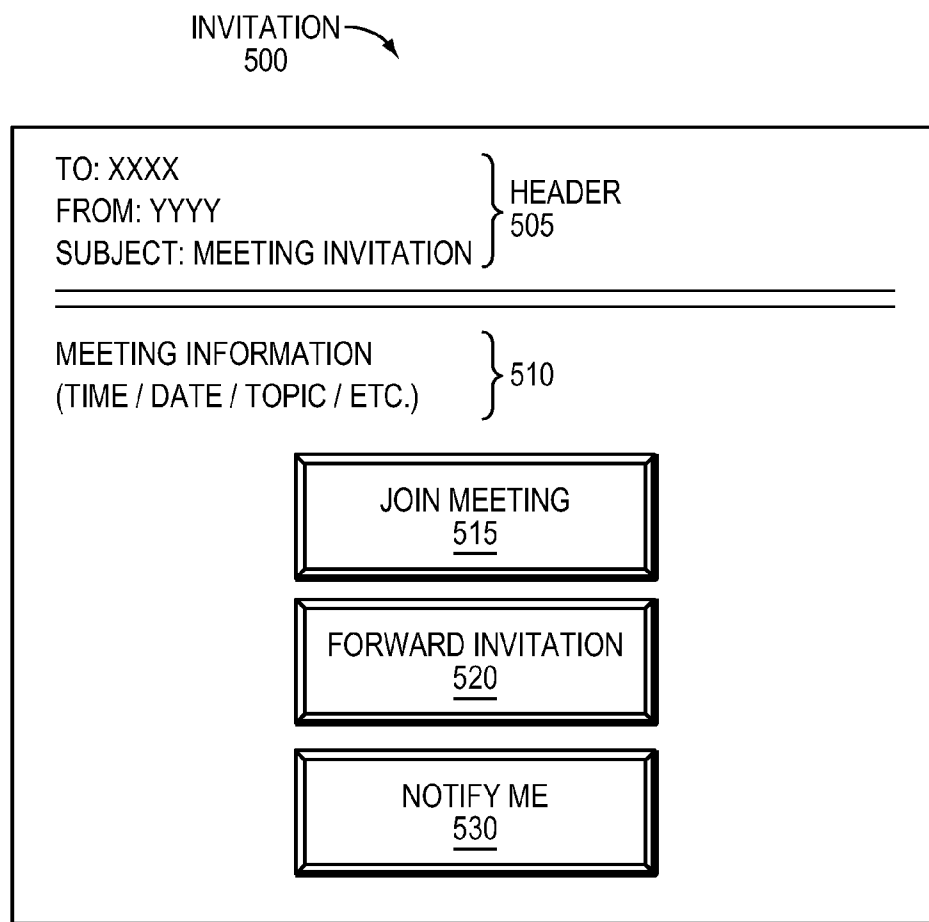 INVITATION
500
TO: XXXX
FROM: YYYY
SUBJECT: MEETING INVITATION
HEADER
505
MEETING INFORMATION
(TIME / DATE / TOPIC / ETC.)
510
JOIN MEETING
515
FORWARD INVITATION
520
NOTIFY ME
530